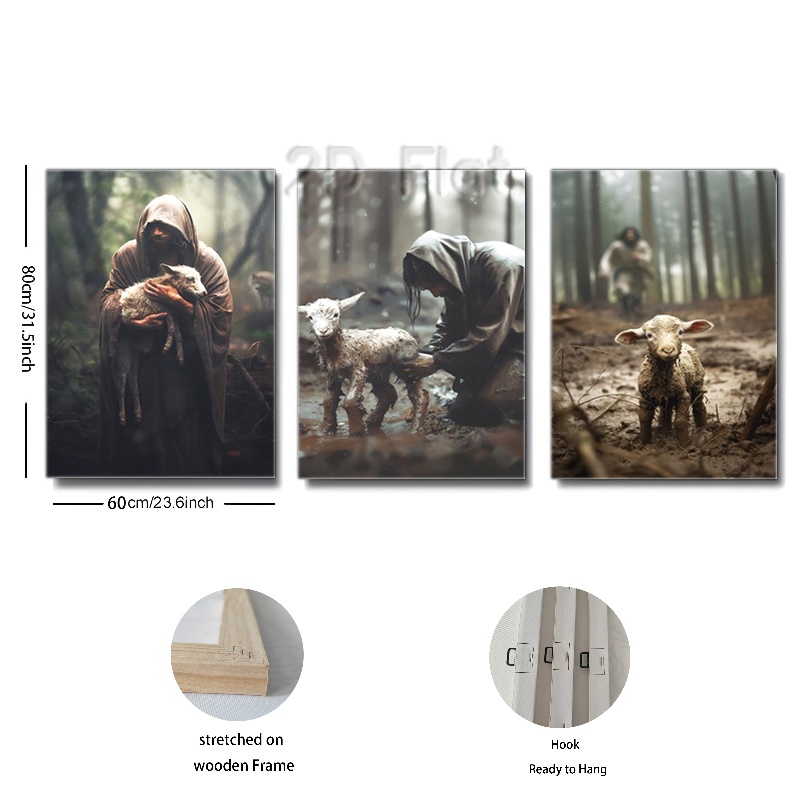 2D Flat
80cm/31.5inch
60cm/23.6inch
stretched on
wooden Frame
Hook
Ready to Hang